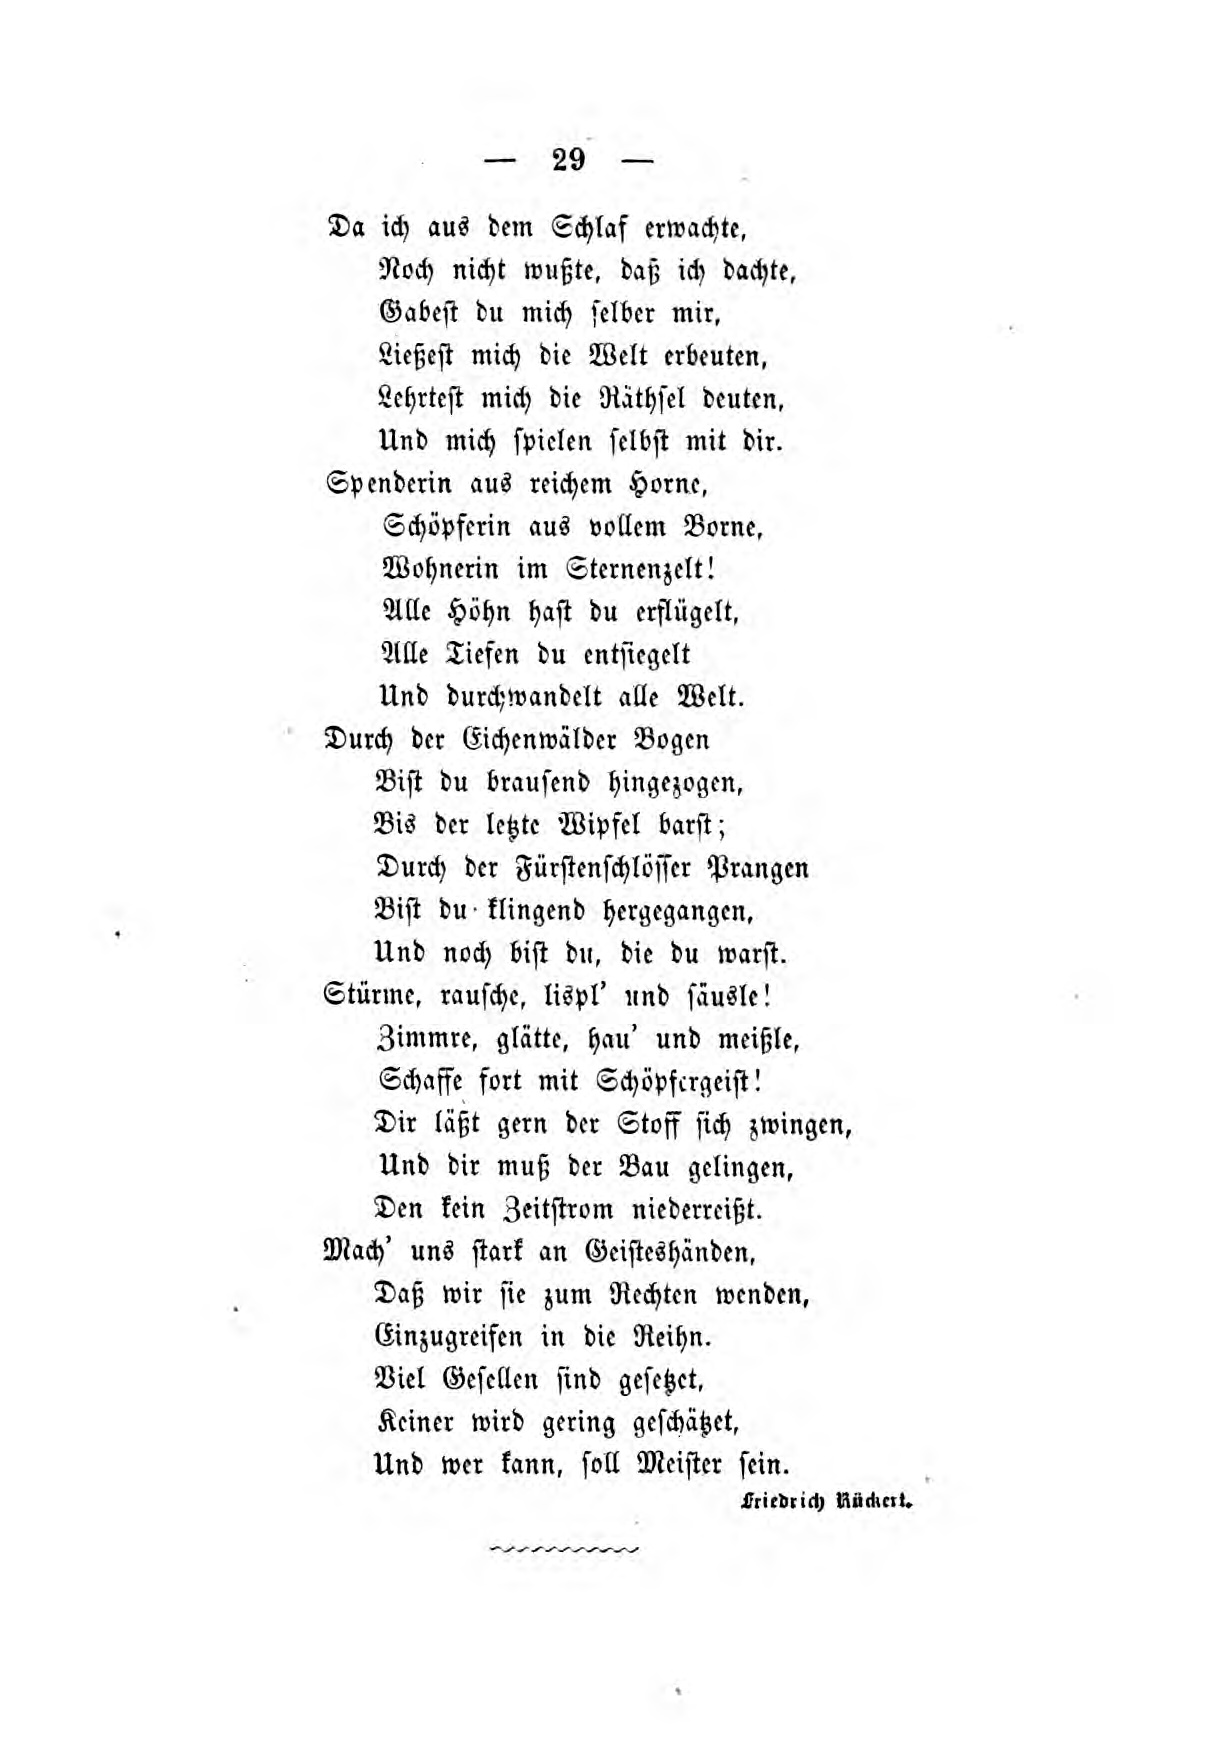 — 29 —
Da ich aus dem Schlaf erwachte,
Noch nicht wußte, daß ich dachte,
Gabest du mich selber mir,
Ließest mich die Welt erbeuten,
Lehrtest mich die Räthsel deuten,
Und mich spielen selbst mit dir.
Spenderin aus reichem Horne,
Schöpferin aus vollem Borne,
Wohnerin im Sternenzelt!
Alle Höhn hast du erflügelt,
Alle Tiefen du entsiegelt
Und durchwandelt alle Welt.
Durch der Eichenwälder Bogen
Bist du brausend hingezogen,
Bis der letzte Wipfel barst;
Durch der Fürstenschlösser Prangen
Bist du klingend hergegangen,
Und noch bist du, die du warst.
Stürme, rausche, lispl’ und säusle!
Zimmre, glätte, hau’ und meißle,
Schaffe fort mit Schöpfergeist!
Dir läßt gern der Stoff sich zwingen,
Und dir muß der Bau gelingen,
Den kein Zeitstrom niederreißt.
Mach’ uns stark an Geisteshänden,
Daß wir sie zum Rechten wenden,
Einzugreifen in die Reihn.
Viel Gesellen sind gesetzet,
Keiner wird gering geschätzet,
Und wer kann, soll Meister sein.
Friedrich Rückert.